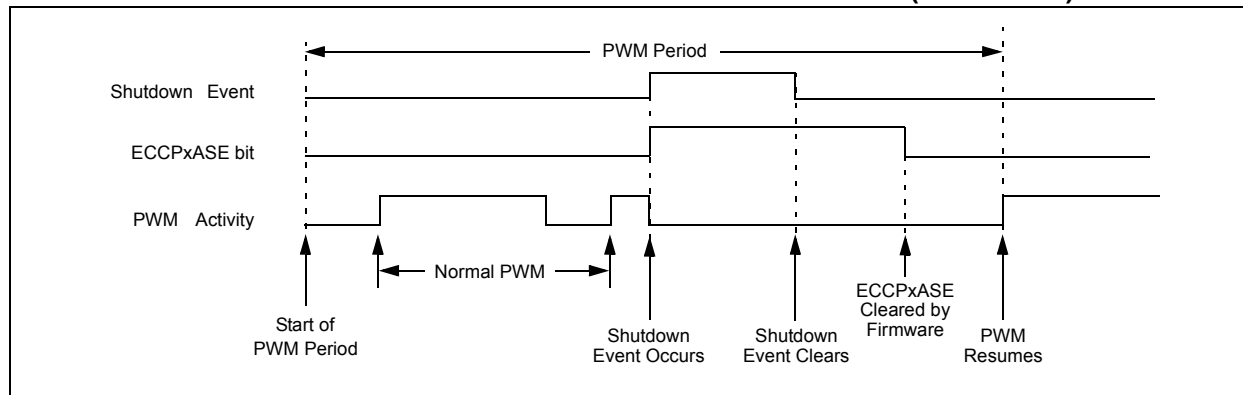 PWM Period
Shutdown Event
ECCPxASE bit
PWM Activity
Normal PWM
Start of
PWM Period
Shutdown
Event Occurs
Shutdown
Event Clears
ECCPxASE
Cleared by
Firmware
PWM
Resumes